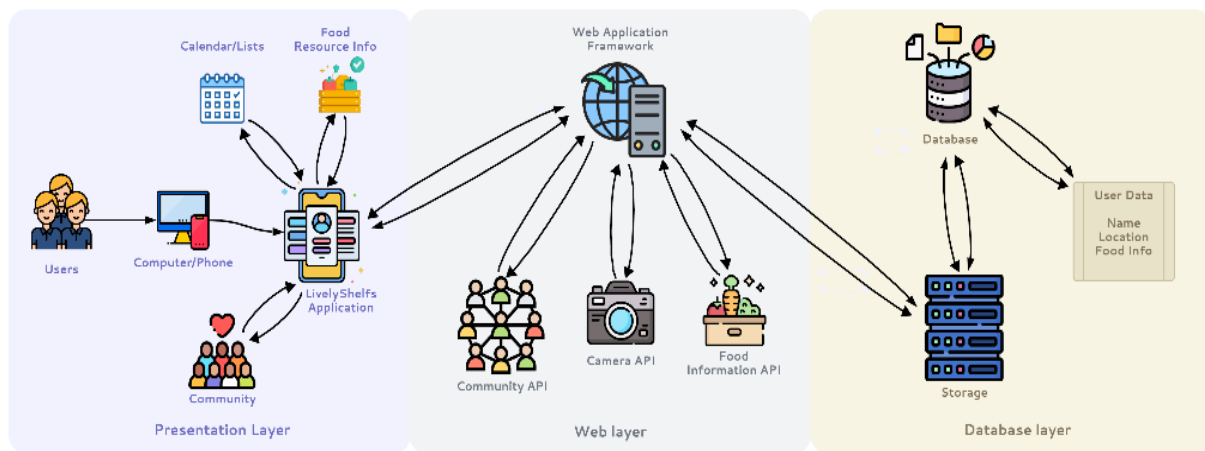 Calendar/Lists
Food
Resource Info
Users
Computer/Phone
LivelyShelfs
Application
Community
Presentation Layer
Web Application
Framework
Community API
Camera API
Food
Information API
Web layer
Database
User Data
Name
Location
Food Info
Storage
Database layer